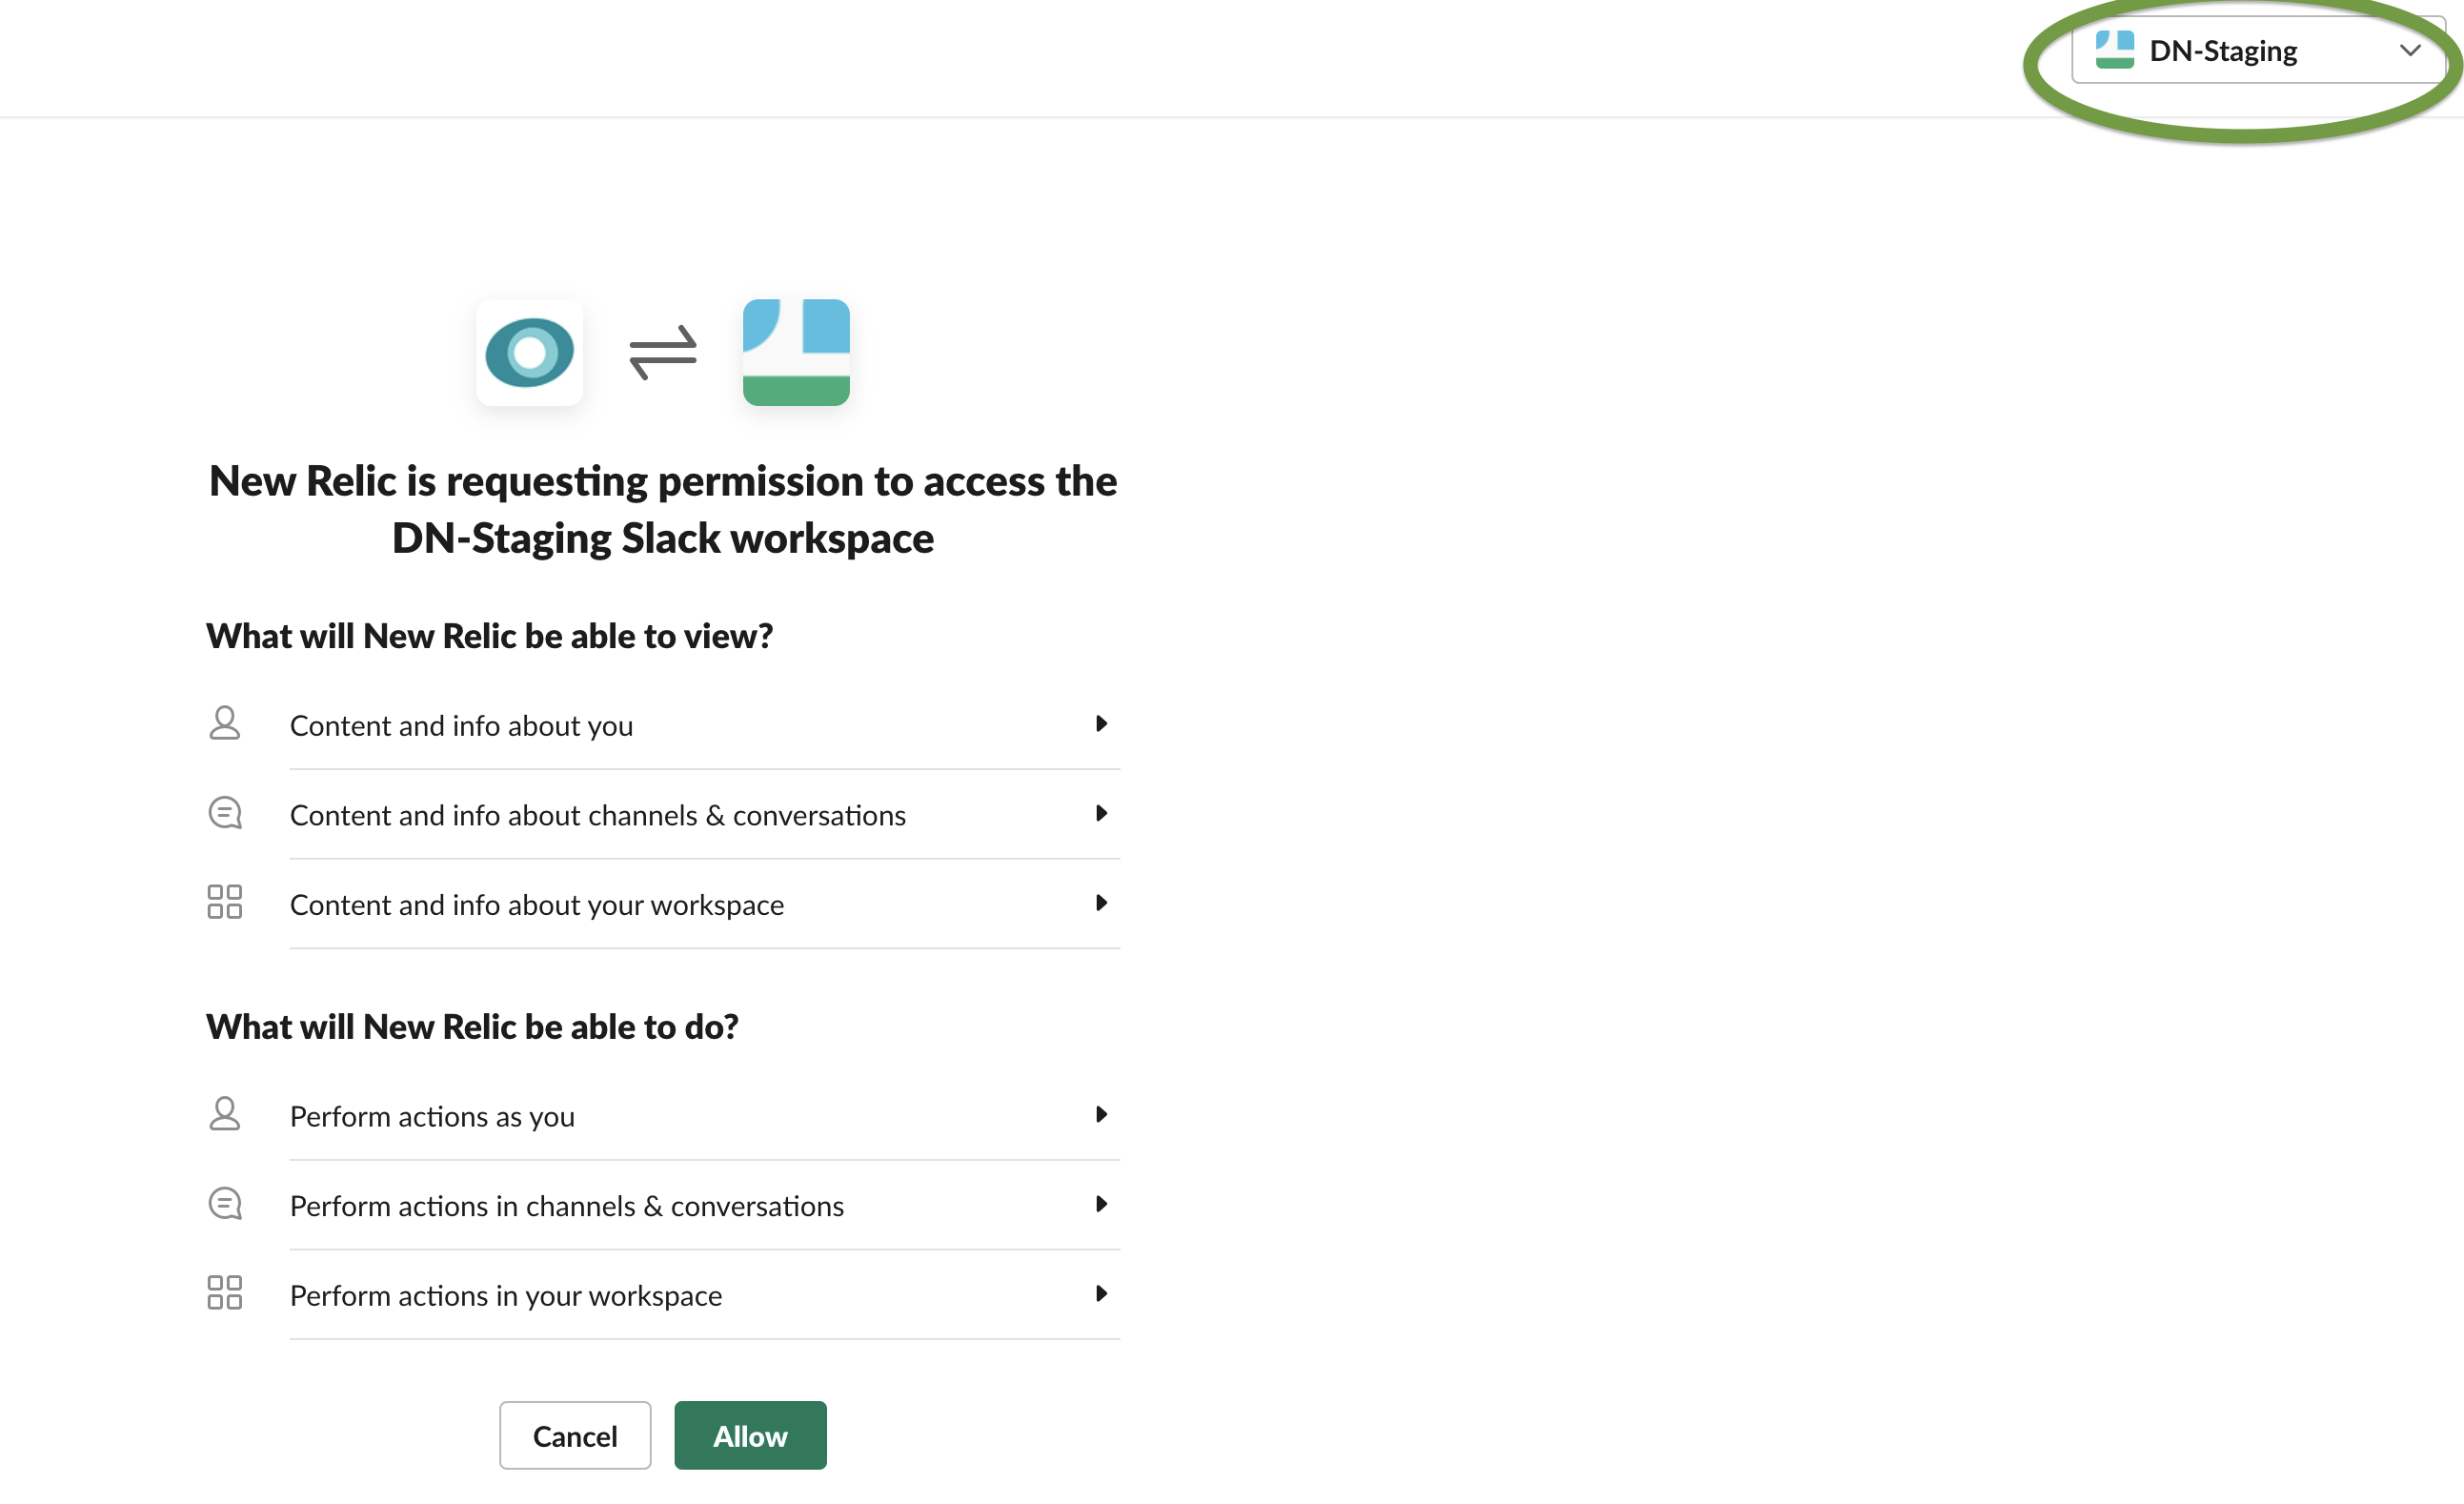 DN-Staging
New Relic is requesting permission to access the
DN-Staging Slack workspace
What will New Relic be able to view?
Content and info about you
Content and info about channels & conversations
Content and info about your workspace
What will New Relic be able to do?
Perform actions as you
Perform actions in channels & conversations
Perform actions in your workspace
Cancel
Allow